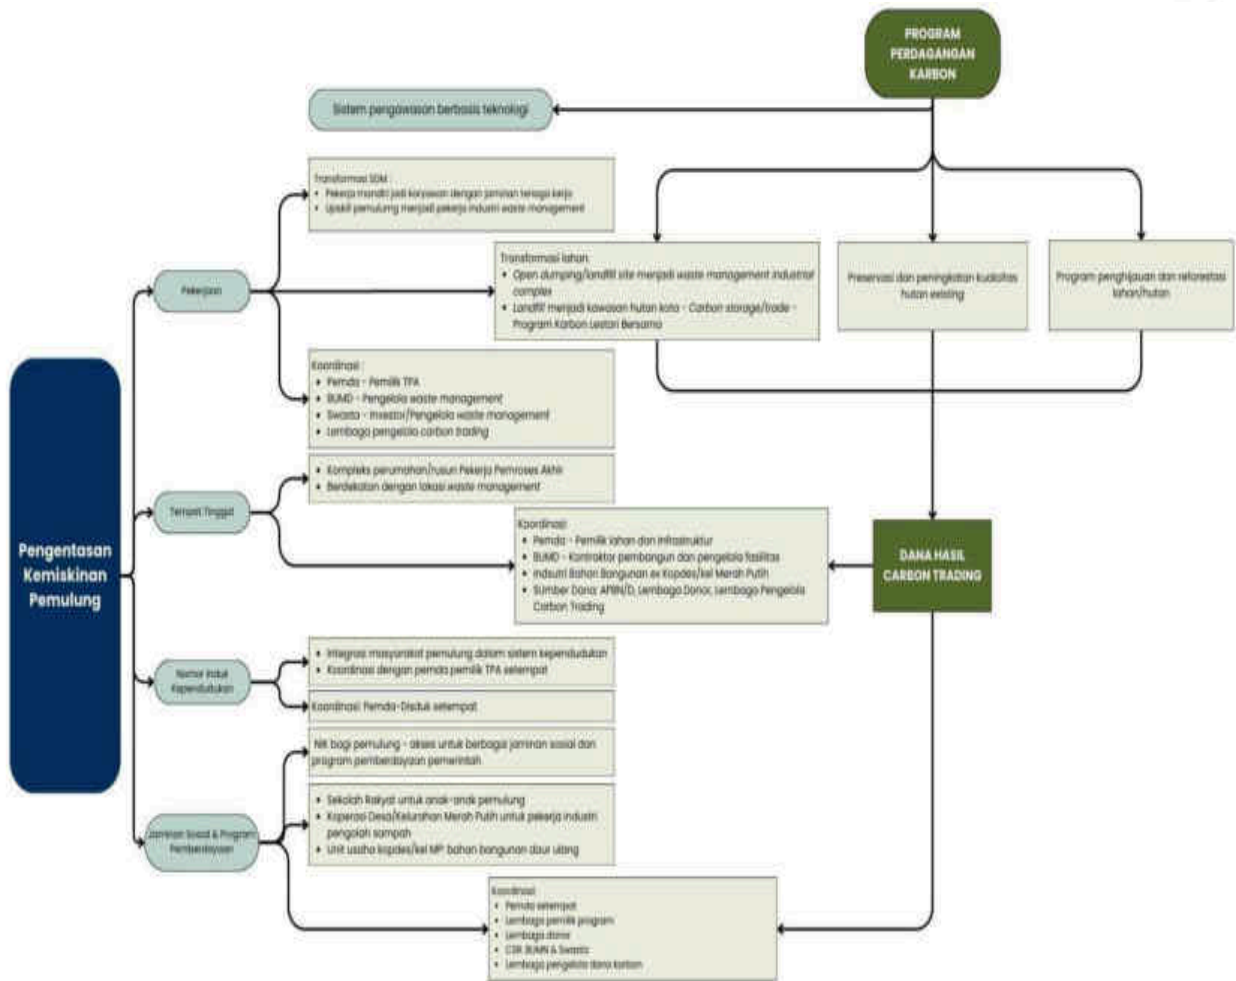 PROGRAM
PERDAGANGAN
KARBON
Sistem pengawasan berbasis teknologi
Transformasi SDM :
• Pekerja mandiri jadi karyawan dengan jaminan tenaga kerja
• Upskill pemulung menjadi pekerja industri waste management
Transformasi lahan:
• Open dumping/landfill site menjadi waste management industrial
complex
• Landfill menjadi kawasan hutan kota - Carbon storage/trade -
Program Karbon Lestari Bersama
Preservasi dan peningkatan kualitas
hutan existing
Program penghijauan dan reforestasi
lahan/hutan
Pekerjaan
Koordinasi :
• Pemda - Pemilik TPA
• BUMD - Pengelola waste management
• Swasta - Investor/Pengelola waste management
• Lembaga pengelola carbon trading
Pengentasan
Kemiskinan
Pemulung
Tempat Tinggal
• Kompleks perumahan/rusun Pekerja Pemroses Akhir
• Berdekatan dengan lokasi waste management
Koordinasi:
• Pemda - Pemilik lahan dan infrastruktur
• BUMD - Kontraktor pembangun dan pengelola fasilitas
• Indsutri Bahan Bangunan ex Kopdes/kel Merah Putih
• Sumber Dana: APBN/D, Lembaga Donor, Lembaga Pengelola
Carbon Trading
DANA HASIL
CARBON TRADING
Nomor Induk
Kependudukan
• Integrasi masyarakat pemulung dalam sistem kependudukan
• Koordinasi dengan pemda pemilik TPA setempat
Koordinasi: Pemda-Disduk setempat
Jaminan Sosial & Program
Pemberdayaan
NIK bagi pemulung - akses untuk berbagai jaminan sosial dan
program pemberdayaan pemerintah
• Sekolah Rakyat untuk anak-anak pemulung
• Koperasi Desa/Kelurahan Merah Putih untuk pekerja industri
pengolah sampah
• Unit usaha kopdes/kel MP: bahan bangunan daur ulang
Koordinasi:
• Pemda setempat
• Lembaga pemilik program
• Lembaga donor
• CSR BUMN & Swasta
• Lembaga pengelola dana karbon